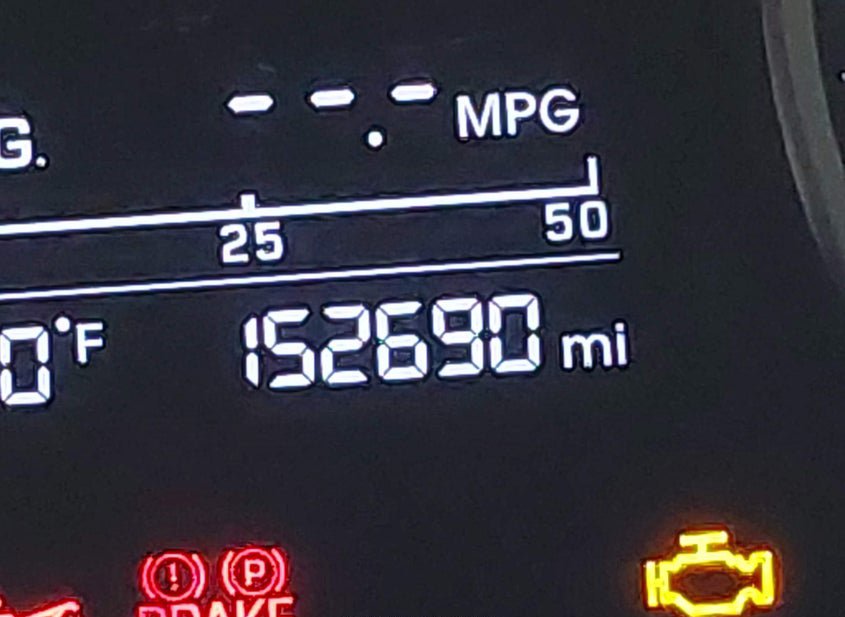 G. --.- MPG
25 50
0°F 152690 mi
! P
BRAKE